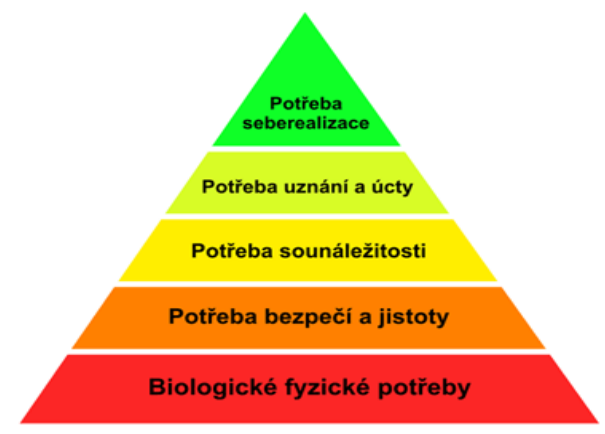 Potřeba
seberealizace
Potřeba uznání a úcty
Potřeba sounáležitosti
Potřeba bezpečí a jistoty
Biologické fyzické potřeby